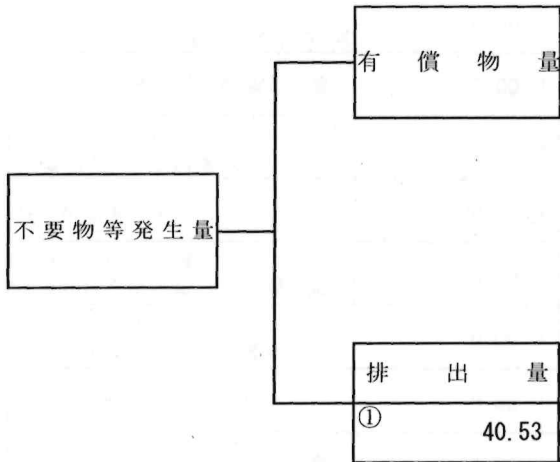 有償物量
不要物等発生量
排出量
①
40.53